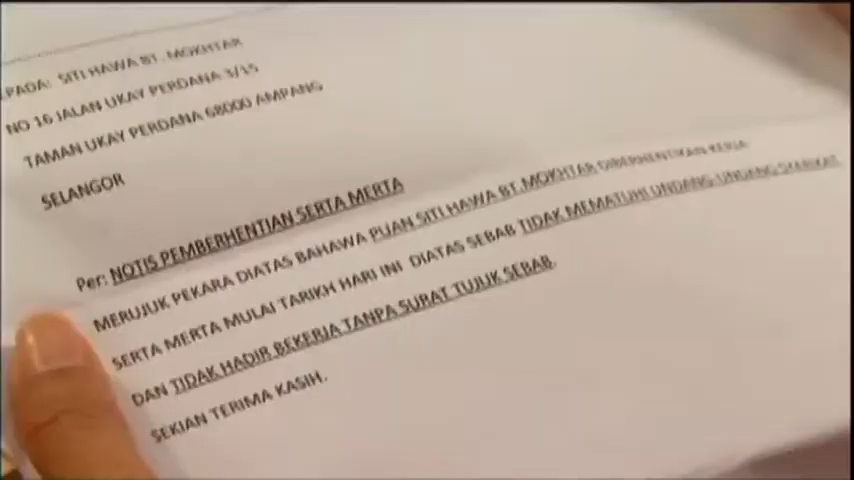 KEPADA: SITI HAWA BT. MOKHTAR
NO 16 JALAN UKAY PERDANA 3/15
TAMAN UKAY PERDANA 68000 AMPANG
SELANGOR
Per: NOTIS PEMBERHENTIAN SERTA MERTA
MERUJUK PEKARA DIATAS BAHAWA PUAN SITI HAWA BT.MOKHTAR DIBERHENTIKAN KERJA
SERTA MERTA MULAI TARIKH HARI INI DIATAS SEBAB TIDAK MEMATUHI UNDANG-UNDANG SYARIKAT
DAN TIDAK HADIR BEKERJA TANPA SURAT TUJUK SEBAB.
SEKIAN TERIMA KASIH.